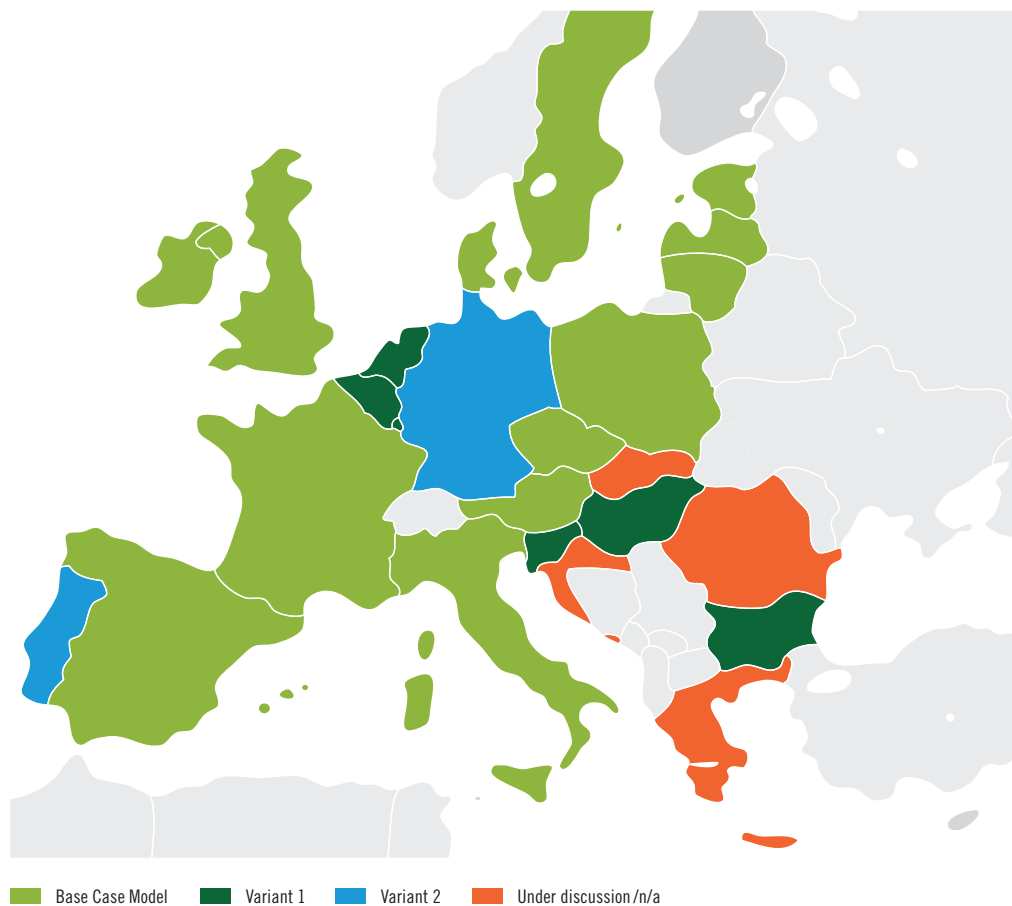 Base Case Model
Variant 1
Variant 2
Under discussion/n/a